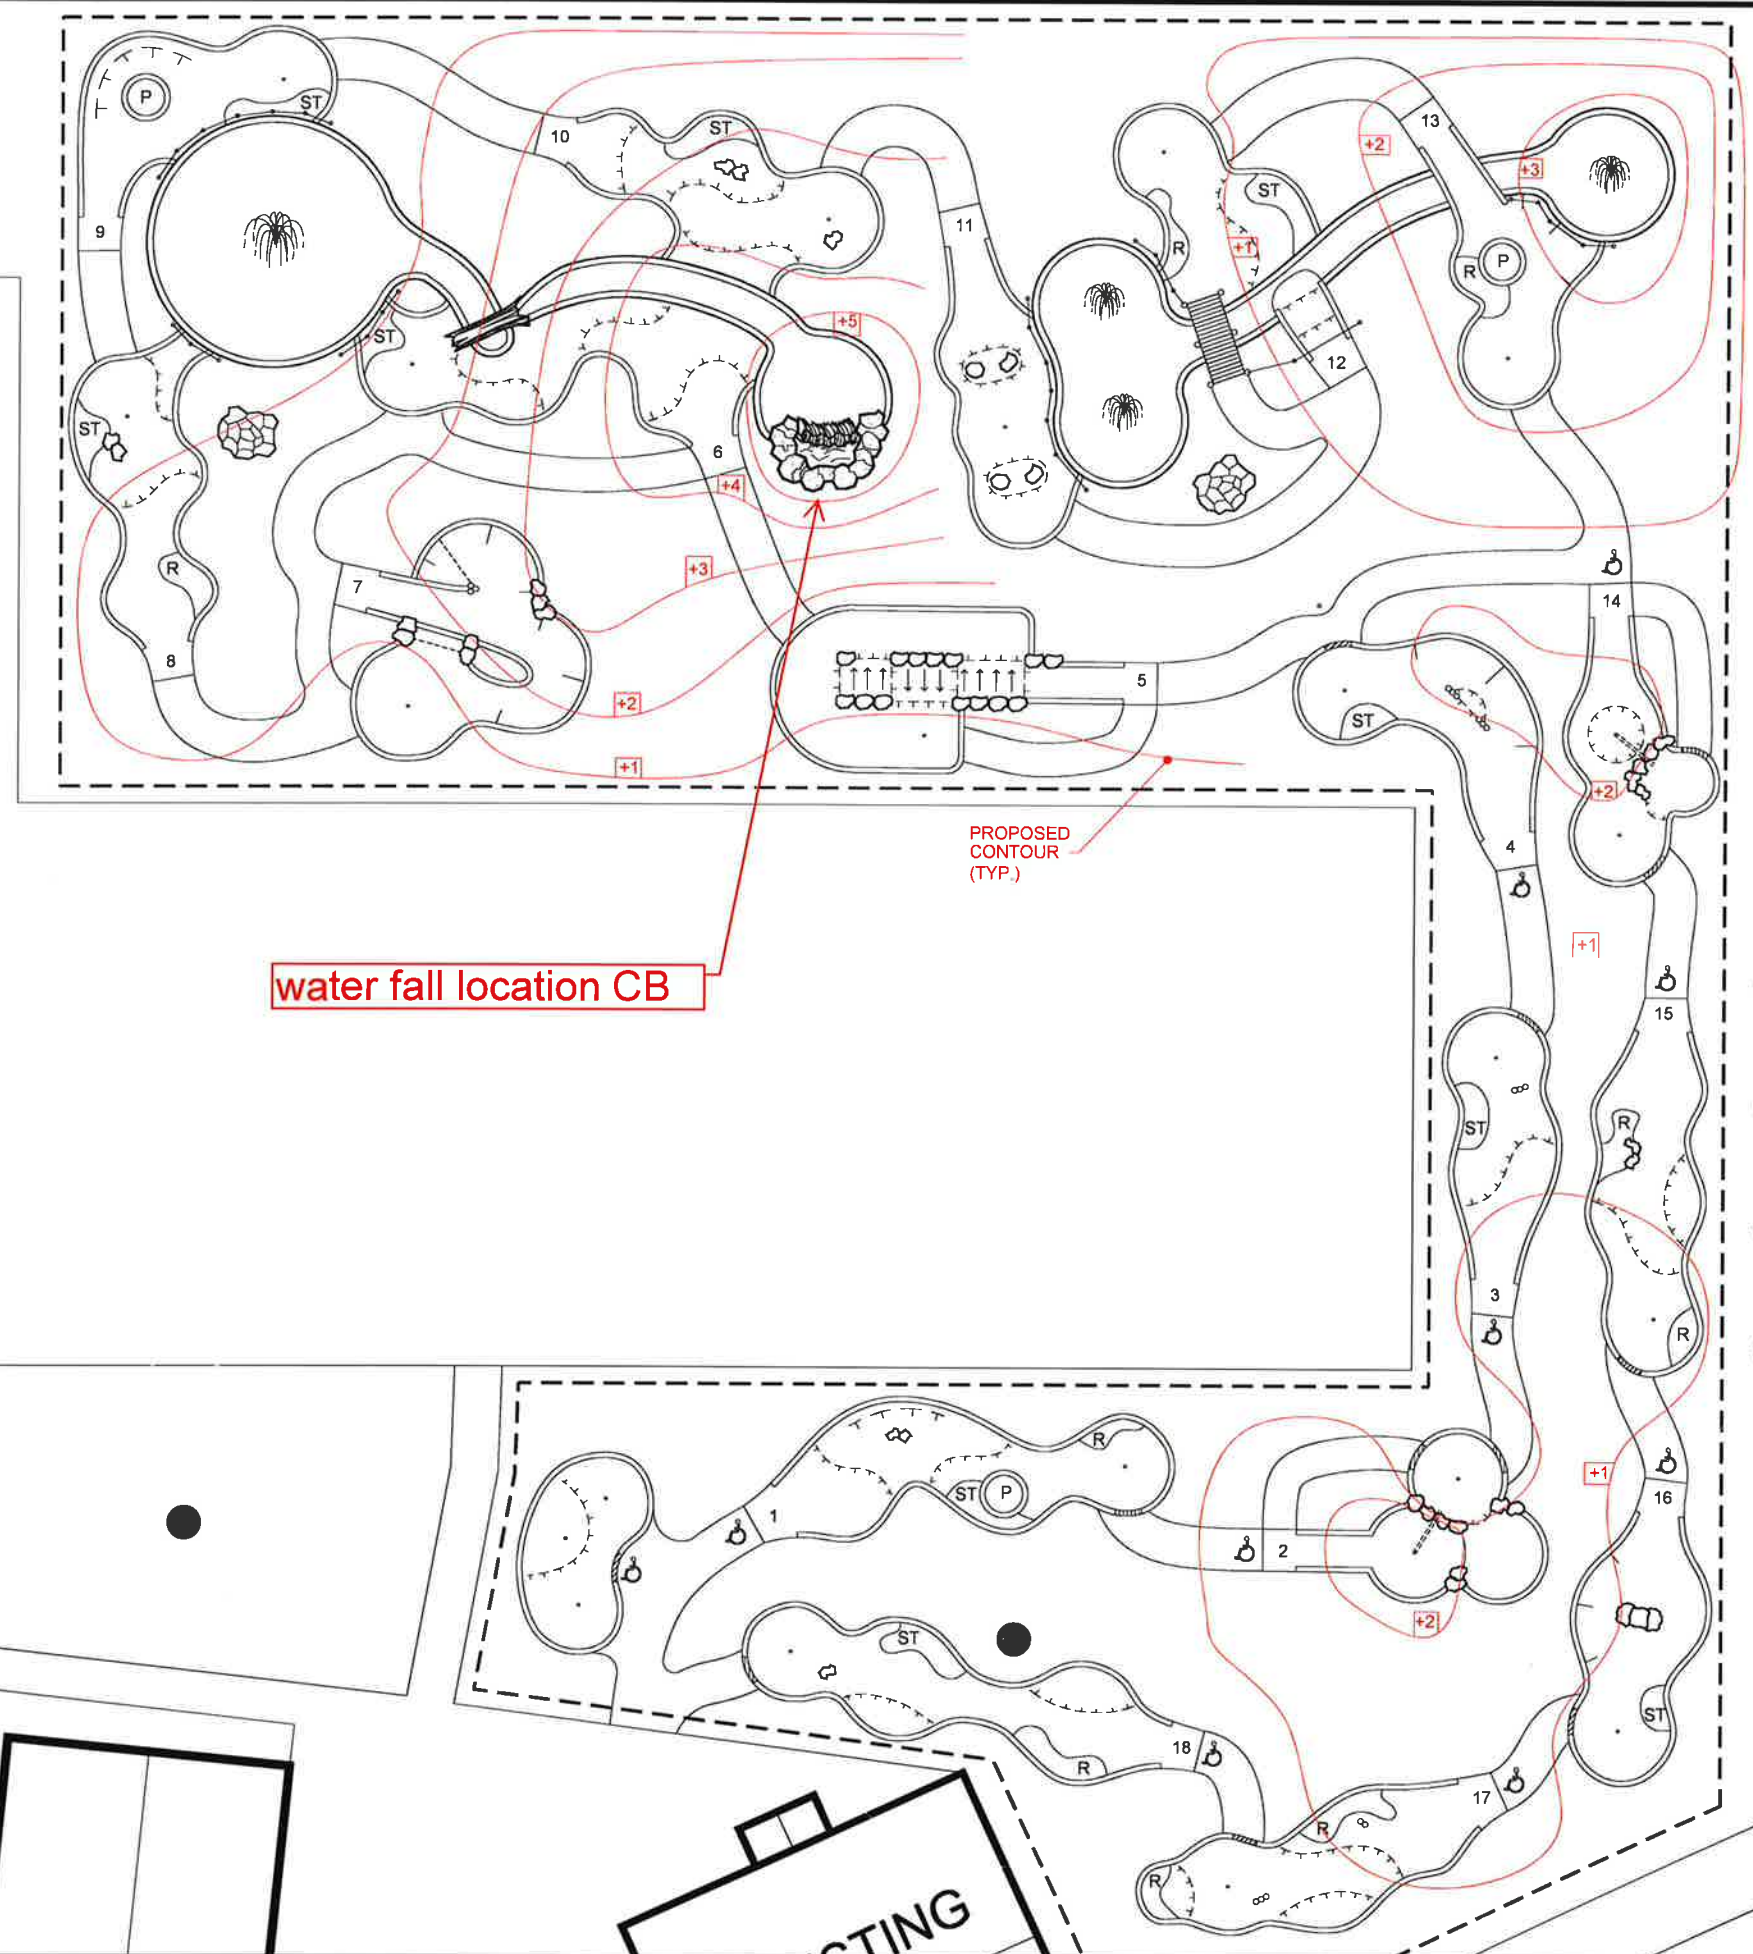 P
ST
10
ST
13
+2
+3
ST
9
11
R
+1
R
P
+5
ST
12
ST
6
+4
R
7
+3
14
8
5
ST
+2
+1
+2
PROPOSED
CONTOUR
(TYP.)
4
+1
water fall location CB
15
R
ST
3
R
R
+1
ST
P
16
1
2
+2
ST
ST
18
R
17
R
R
STING